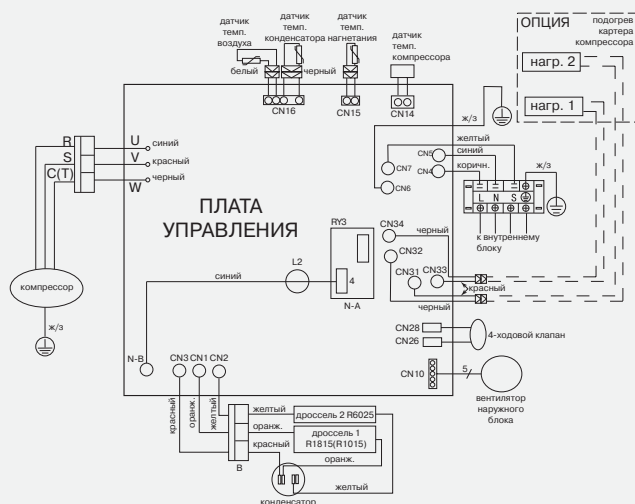 датчик
темп.
воздуха
датчик
темп.
конденсатора
датчик
темп.
нагнетания
датчик
темп.
компрессора
ОПЦИЯ
подогрев
картера
компрессора
нагр. 2
нагр. 1
белый
черный
CN16
CN15
CN14
ж/з
желтый
синий
коричн.
ж/з
CN7
CN5
CN4
CN6
L N S
к внутреннему
блоку
R
S
C(T)
U
V
W
синий
красный
черный
ПЛАТА
УПРАВЛЕНИЯ
RY3
4
N-A
L2
синий
CN34
CN32
CN31
CN33
черный
красный
черный
компрессор
ж/з
CN28
CN26
4-ходовой клапан
CN10
5
вентилятор
наружного
блока
N-B
CN3
CN1
CN2
красный
оранж.
желтый
B
желтый
оранж.
красный
дроссель 2 R6025
дроссель 1
R1815(R1015)
оранж.
желтый
конденсатор